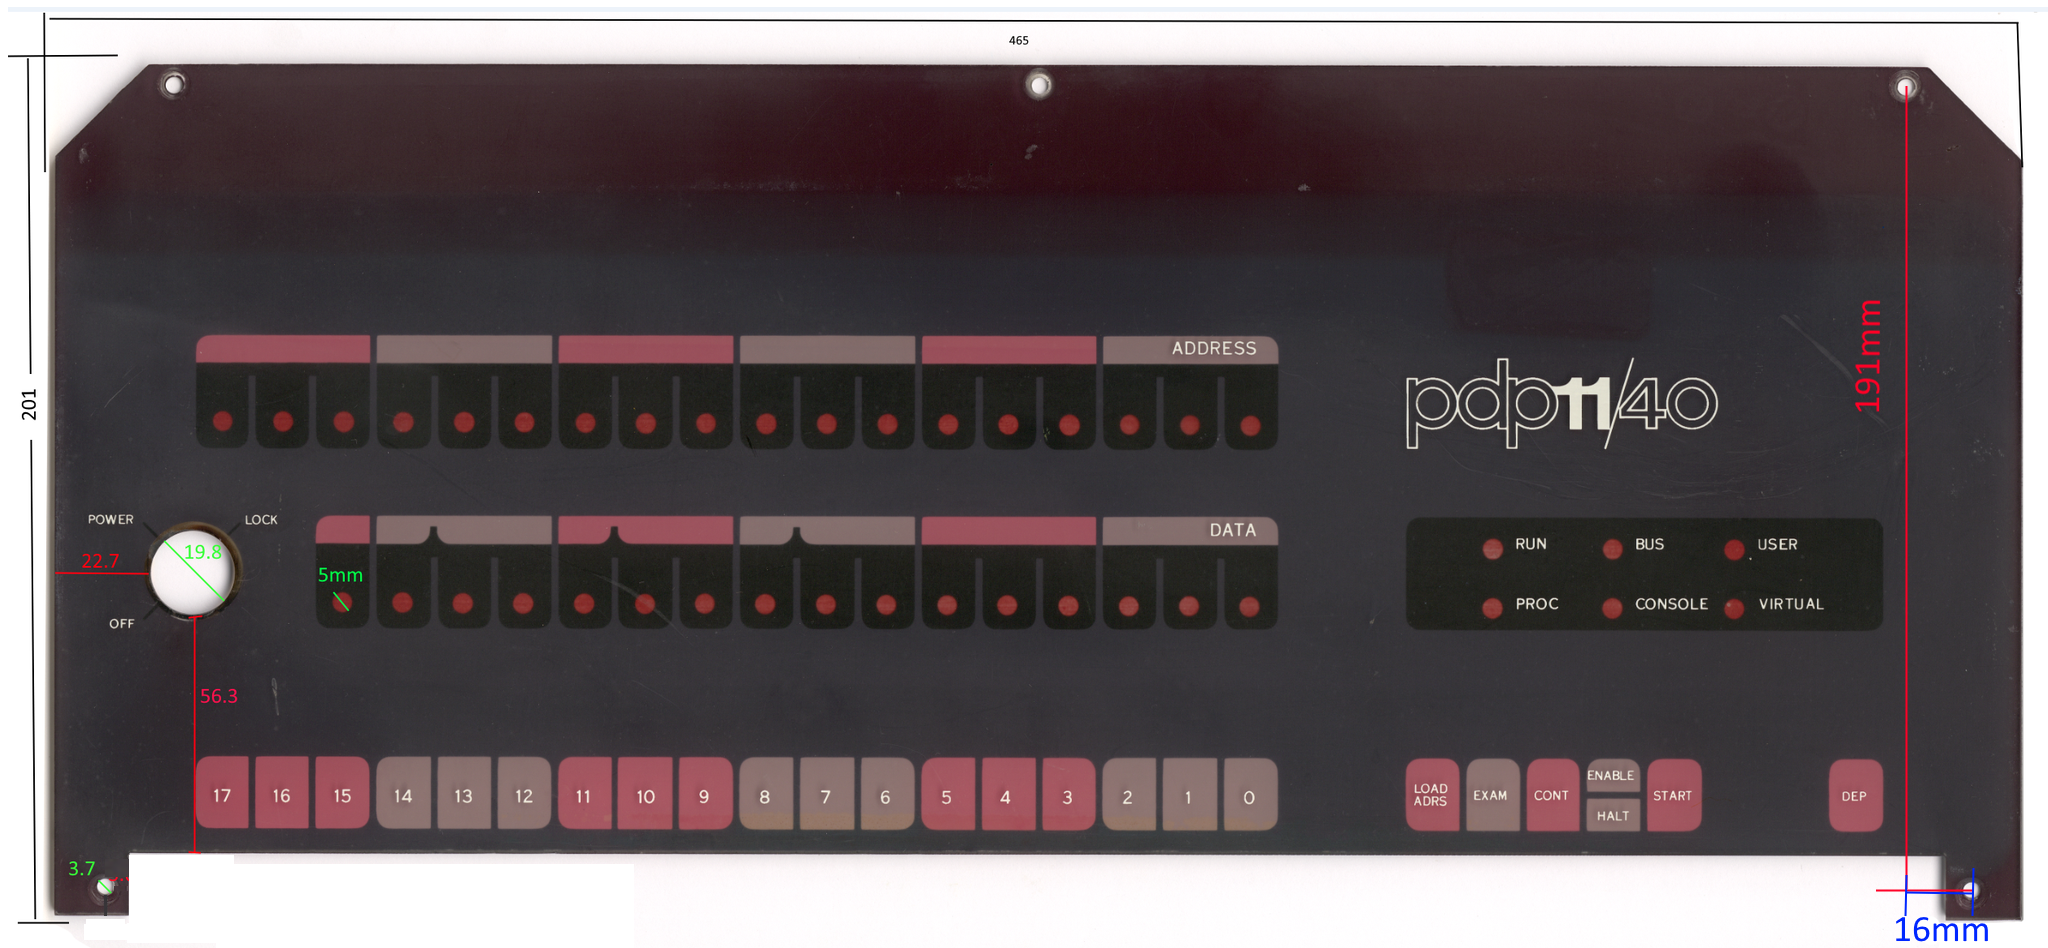 465
201
ADDRESS
191mm
pdp11/40
POWER
LOCK
19.8
22.7
OFF
5mm
DATA
RUN
BUS
USER
PROC
CONSOLE
VIRTUAL
56.3
17
16
15
14
13
12
11
10
9
8
7
6
5
4
3
2
1
0
LOAD
ADRS
EXAM
CONT
ENABLE
HALT
START
DEP
3.7
16mm